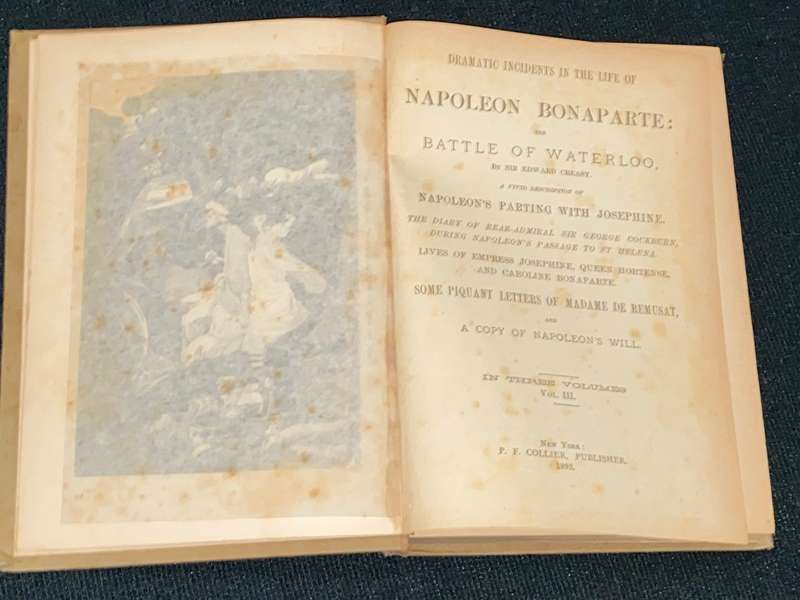 DRAMATIC INCIDENTS IN THE LIFE OF
NAPOLEON BONAPARTE:
THE
BATTLE OF WATERLOO,
BY SIR EDWARD CREASY.
A VIVID DESCRIPTION OF
NAPOLEON'S PARTING WITH JOSEPHINE.
THE DIARY OF REAR-ADMIRAL SIR GEORGE COCKBURN,
DURING NAPOLEON'S PASSAGE TO ST HELENA.
LIVES OF EMPRESS JOSEPHINE, QUEEN HORTENSE,
AND CAROLINE BONAPARTE.
SOME PIQUANT LETTERS OF MADAME DE REMUSAT,
AND
A COPY OF NAPOLEON'S WILL.
IN THREE VOLUMES
VOL. III.
NEW YORK:
P. F. COLLIER, PUBLISHER.